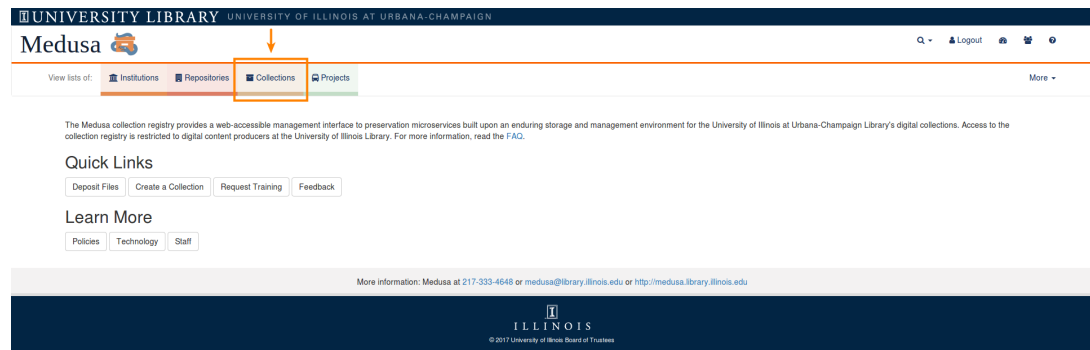 I UNIVERSITY LIBRARY UNIVERSITY OF ILLINOIS AT URBANA-CHAMPAIGN
Medusa Logout
View lists of: Institutions Repositories Collections Projects More
The Medusa collection registry provides a web-accessible management interface to preservation microservices built upon an enduring storage and management environment for the University of Illinois at Urbana-Champaign Library's digital collections. Access to the
collection registry is restricted to digital content producers at the University of Illinois Library. For more information, read the FAQ.
Quick Links
Deposit Files Create a Collection Request Training Feedback
Learn More
Policies Technology Staff
More information: Medusa at 217-333-4648 or medusa@library.illinois.edu or http://medusa.library.illinois.edu
I
ILLINOIS
© 2017 University of Illinois Board of Trustees